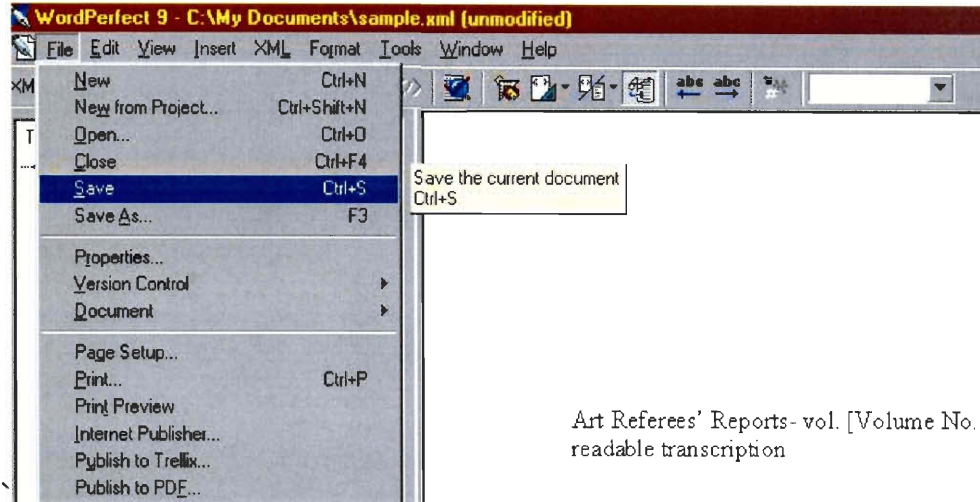 WordPerfect 9 - C:\My Documents\sample.xml (unmodified)
File Edit View Insert XML Format Tools Window Help
XM
abc abc
T
New Ctrl+N
New from Project... Ctrl+Shift+N
Open... Ctrl+O
Close Ctrl+F4
Save Ctrl+S
Save As... F3
Properties...
Version Control
Document
Page Setup...
Print... Ctrl+P
Print Preview
Internet Publisher...
Publish to Trellix...
Publish to PDF...
Save the current document
Ctrl+S
Art Referees' Reports- vol. [Volume No.
readable transcription